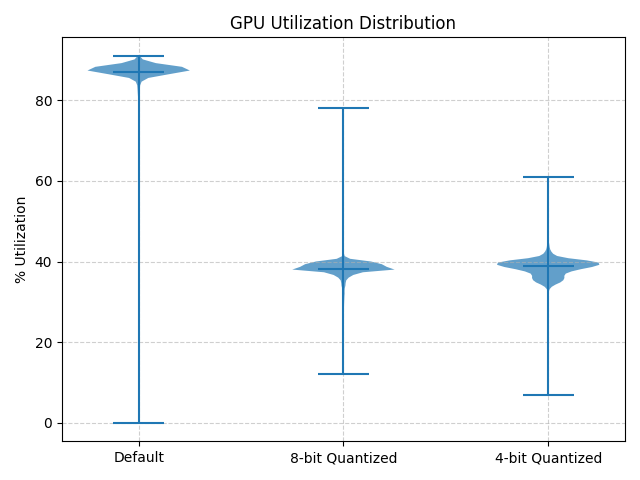 GPU Utilization Distribution
% Utilization
80
60
40
20
0
Default
8-bit Quantized
4-bit Quantized